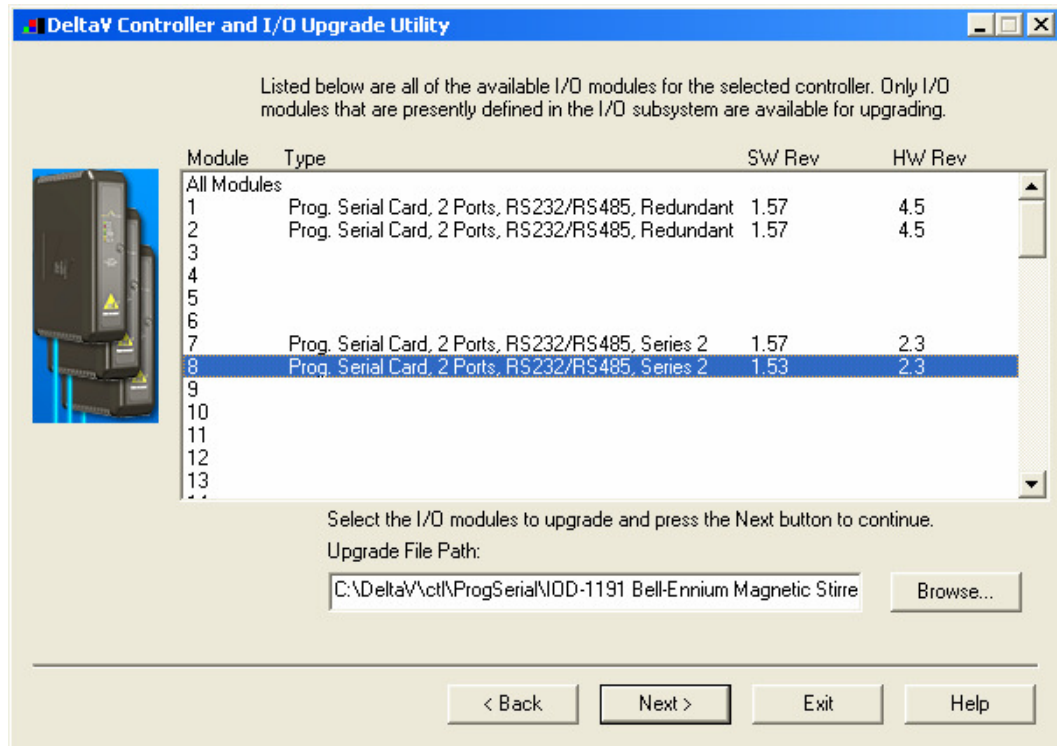 DeltaV Controller and I/O Upgrade Utility
Listed below are all of the available I/O modules for the selected controller. Only I/O
modules that are presently defined in the I/O subsystem are available for upgrading.
Module Type SW Rev HW Rev
All Modules
1 Prog. Serial Card, 2 Ports, RS232/RS485, Redundant 1.57 4.5
2 Prog. Serial Card, 2 Ports, RS232/RS485, Redundant 1.57 4.5
3
4
5
6
7 Prog. Serial Card, 2 Ports, RS232/RS485, Series 2 1.57 2.3
8 Prog. Serial Card, 2 Ports, RS232/RS485, Series 2 1.53 2.3
9
10
11
12
13
Select the I/O modules to upgrade and press the Next button to continue.
Upgrade File Path:
C:\DeltaV\ctl\ProgSerial\IOD-1191 Bell-Ennium Magnetic Stirre
Browse...
< Back Next > Exit Help